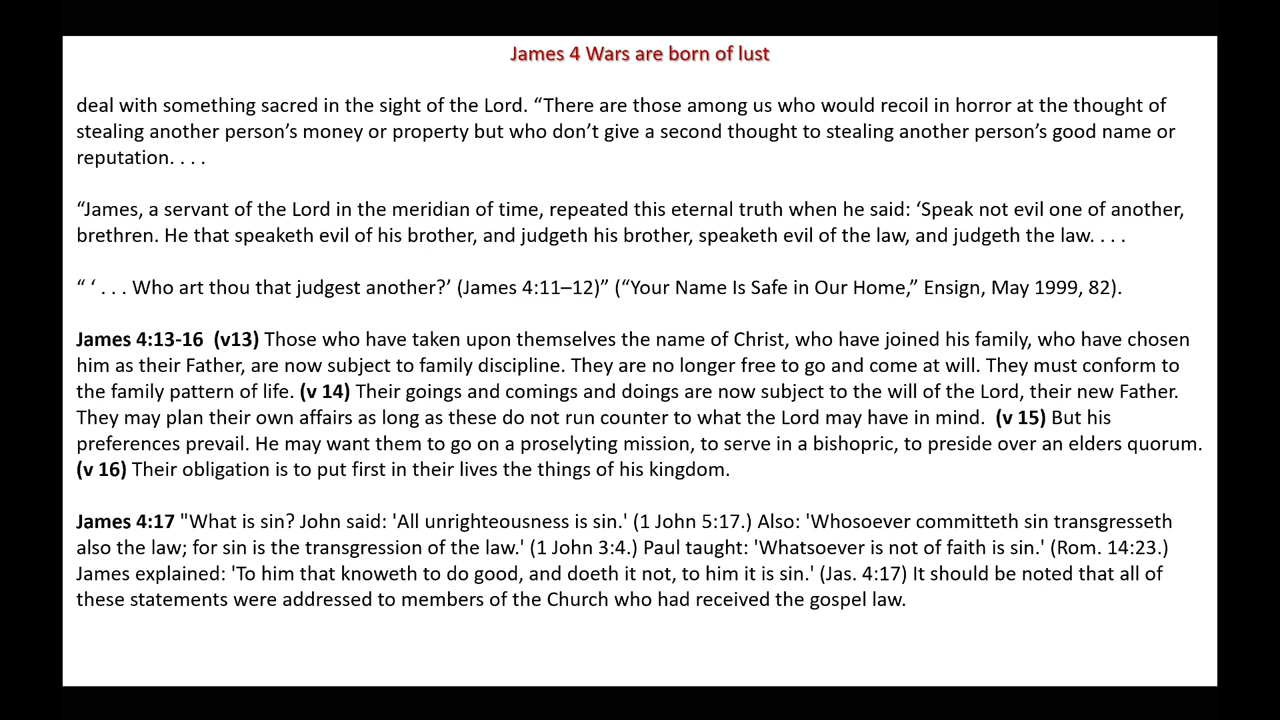 James 4 Wars are born of lust
deal with something sacred in the sight of the Lord. “There are those among us who would recoil in horror at the thought of
stealing another person’s money or property but who don’t give a second thought to stealing another person’s good name or
reputation. . . .
“James, a servant of the Lord in the meridian of time, repeated this eternal truth when he said: ‘Speak not evil one of another,
brethren. He that speaketh evil of his brother, and judgeth his brother, speaketh evil of the law, and judgeth the law. . . .
“ ‘ . . . Who art thou that judgest another?’ (James 4:11–12)” (“Your Name Is Safe in Our Home,” Ensign, May 1999, 82).
James 4:13-16  (v13) Those who have taken upon themselves the name of Christ, who have joined his family, who have chosen
him as their Father, are now subject to family discipline. They are no longer free to go and come at will. They must conform to
the family pattern of life. (v 14) Their goings and comings and doings are now subject to the will of the Lord, their new Father.
They may plan their own affairs as long as these do not run counter to what the Lord may have in mind.  (v 15) But his
preferences prevail. He may want them to go on a proselyting mission, to serve in a bishopric, to preside over an elders quorum.
(v 16) Their obligation is to put first in their lives the things of his kingdom.
James 4:17 "What is sin? John said: 'All unrighteousness is sin.' (1 John 5:17.) Also: 'Whosoever committeth sin transgresseth
also the law; for sin is the transgression of the law.' (1 John 3:4.) Paul taught: 'Whatsoever is not of faith is sin.' (Rom. 14:23.)
James explained: 'To him that knoweth to do good, and doeth it not, to him it is sin.' (Jas. 4:17) It should be noted that all of
these statements were addressed to members of the Church who had received the gospel law.